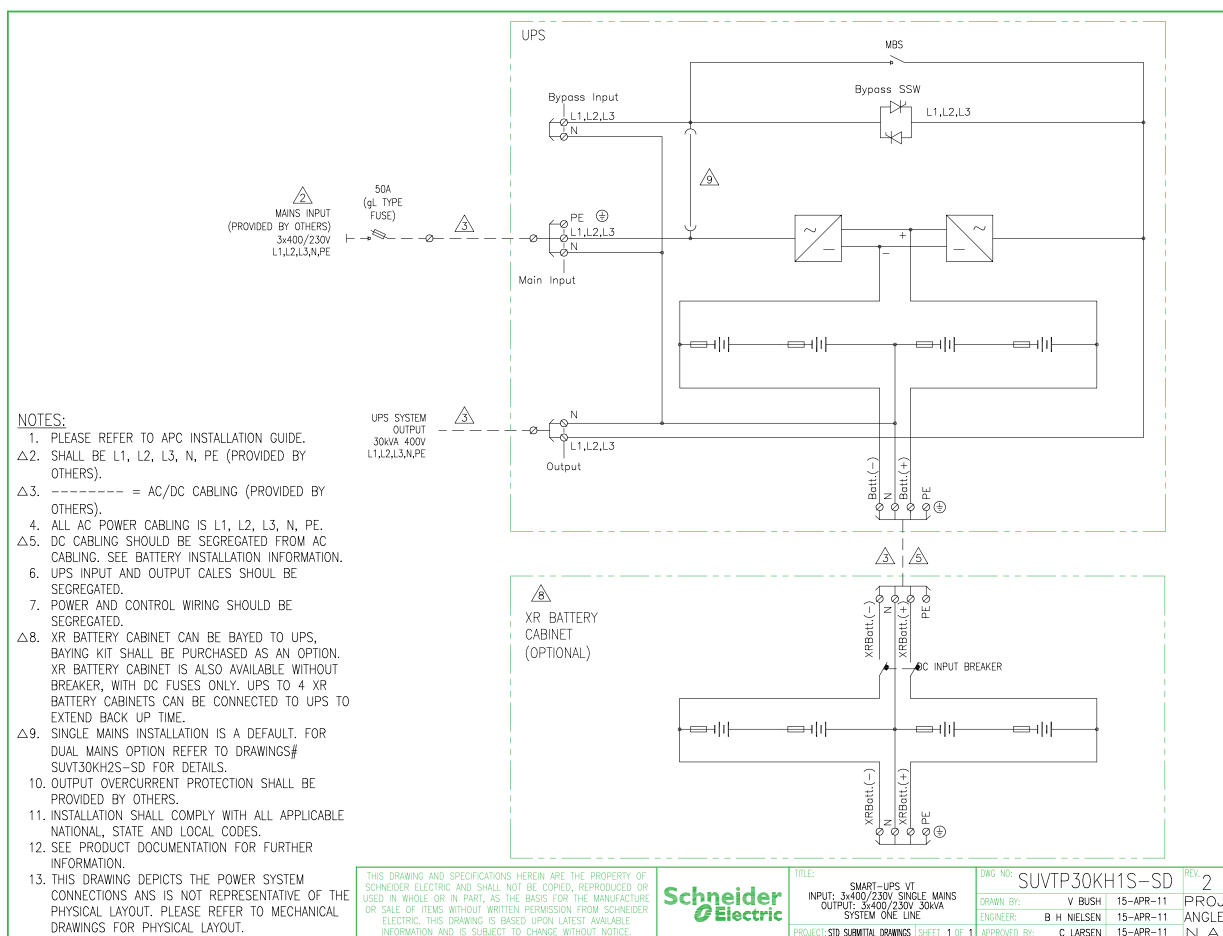 UPS
MBS
Bypass SSW
L1,L2,L3
Bypass Input
L1,L2,L3
N
9
2
MAINS INPUT
(PROVIDED BY OTHERS)
3x400/230V
L1,L2,L3,N,PE
50A
(gL TYPE
FUSE)
3
PE
L1,L2,L3
N
Main Input
~
−
~
−
+
−
UPS SYSTEM
OUTPUT
30kVA 400V
L1,L2,L3,N,PE
3
N
L1,L2,L3
Output
Batt.(−)
N
Batt.(+)
PE
3
5
8
XR BATTERY
CABINET
(OPTIONAL)
XRBatt.(−)
N
XRBatt.(+)
PE
DC INPUT BREAKER
XRBatt.(−)
N
XRBatt.(+)
PE
NOTES:
1. PLEASE REFER TO APC INSTALLATION GUIDE.
△2. SHALL BE L1, L2, L3, N, PE (PROVIDED BY
OTHERS).
△3. -------- = AC/DC CABLING (PROVIDED BY
OTHERS).
4. ALL AC POWER CABLING IS L1, L2, L3, N, PE.
△5. DC CABLING SHOULD BE SEGREGATED FROM AC
CABLING. SEE BATTERY INSTALLATION INFORMATION.
6. UPS INPUT AND OUTPUT CALES SHOUL BE
SEGREGATED.
7. POWER AND CONTROL WIRING SHOULD BE
SEGREGATED.
△8. XR BATTERY CABINET CAN BE BAYED TO UPS,
BAYING KIT SHALL BE PURCHASED AS AN OPTION.
XR BATTERY CABINET IS ALSO AVAILABLE WITHOUT
BREAKER, WITH DC FUSES ONLY. UPS TO 4 XR
BATTERY CABINETS CAN BE CONNECTED TO UPS TO
EXTEND BACK UP TIME.
△9. SINGLE MAINS INSTALLATION IS A DEFAULT. FOR
DUAL MAINS OPTION REFER TO DRAWINGS#
SUVT30KH2S-SD FOR DETAILS.
10. OUTPUT OVERCURRENT PROTECTION SHALL BE
PROVIDED BY OTHERS.
11. INSTALLATION SHALL COMPLY WITH ALL APPLICABLE
NATIONAL, STATE AND LOCAL CODES.
12. SEE PRODUCT DOCUMENTATION FOR FURTHER
INFORMATION.
13. THIS DRAWING DEPICTS THE POWER SYSTEM
CONNECTIONS ANS IS NOT REPRESENTATIVE OF THE
PHYSICAL LAYOUT. PLEASE REFER TO MECHANICAL
DRAWINGS FOR PHYSICAL LAYOUT.
THIS DRAWING AND SPECIFICATIONS HEREIN ARE THE PROPERTY OF
SCHNEIDER ELECTRIC AND SHALL NOT BE COPIED, REPRODUCED OR
USED IN WHOLE OR IN PART, AS THE BASIS FOR THE MANUFACTURE
OR SALE OF ITEMS WITHOUT WRITTEN PERMISSION FROM SCHNEIDER
ELECTRIC. THIS DRAWING IS BASED UPON LATEST AVAILABLE
INFORMATION AND IS SUBJECT TO CHANGE WITHOUT NOTICE.
Schneider
Electric
TITLE:
SMART-UPS VT
INPUT: 3x400/230V SINGLE MAINS
OUTPUT: 3x400/230V 30kVA
SYSTEM ONE LINE
PROJECT: STD SUBMITTAL DRAWINGS SHEET 1 OF 1
DWG NO: SUVTP30KH1S-SD
REV. 2
DRAWN BY: V BUSH 15-APR-11
ENGINEER: B H NIELSEN 15-APR-11
APPROVED BY: C LARSEN 15-APR-11
PROJ
ANGLE
N A